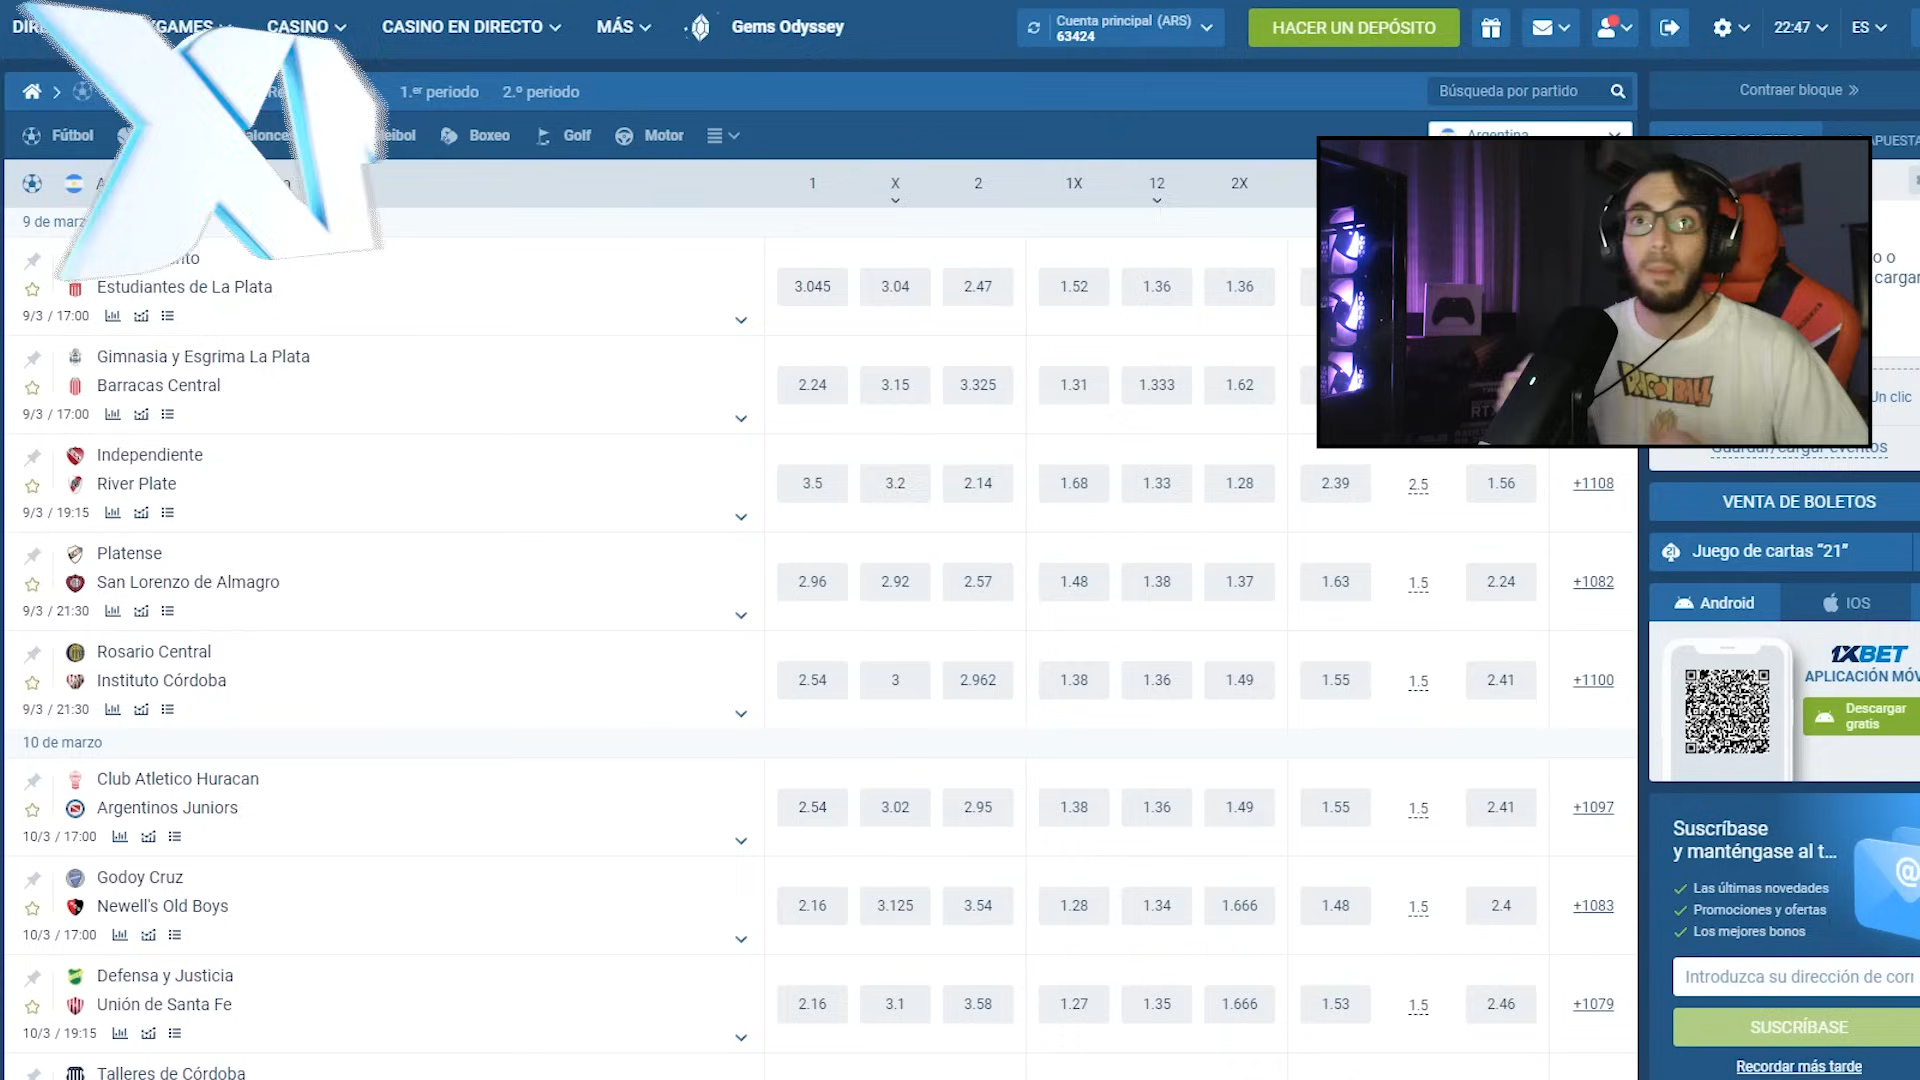 CASINO
CASINO EN DIRECTO
MÁS
Gems Odyssey
Cuenta principal (ARS)
63424
HACER UN DEPÓSITO
22:47
ES
1.er periodo
2.º periodo
Búsqueda por partido
Contraer bloque
Fútbol
Boxeo
Golf
Motor
Argentina
1
X
2
1X
12
2X
Estudiantes de La Plata
9/3 / 17:00
3.045
3.04
2.47
1.52
1.36
1.36
Gimnasia y Esgrima La Plata
Barracas Central
9/3 / 17:00
2.24
3.15
3.325
1.31
1.333
1.62
DRAGONBALL
Un clic
Guardar/cargar eventos
Independiente
River Plate
9/3 / 19:15
3.5
3.2
2.14
1.68
1.33
1.28
2.39
2.5
1.56
+1108
VENTA DE BOLETOS
Platense
San Lorenzo de Almagro
9/3 / 21:30
2.96
2.92
2.57
1.48
1.38
1.37
1.63
1.5
2.24
+1082
Juego de cartas “21”
Android
IOS
Rosario Central
Instituto Córdoba
9/3 / 21:30
2.54
3
2.962
1.38
1.36
1.49
1.55
1.5
2.41
+1100
1XBET
APLICACIÓN MÓV
Descargar
gratis
10 de marzo
Club Atletico Huracan
Argentinos Juniors
10/3 / 17:00
2.54
3.02
2.95
1.38
1.36
1.49
1.55
1.5
2.41
+1097
Godoy Cruz
Newell's Old Boys
10/3 / 17:00
2.16
3.125
3.54
1.28
1.34
1.666
1.48
1.5
2.4
+1083
Defensa y Justicia
Unión de Santa Fe
10/3 / 19:15
2.16
3.1
3.58
1.27
1.35
1.666
1.53
1.5
2.46
+1079
Talleres de Córdoba
Suscríbase
y manténgase al t...
Las últimas novedades
Promociones y ofertas
Los mejores bonos
Introduzca su dirección de corr
SUSCRÍBASE
Recordar más tarde